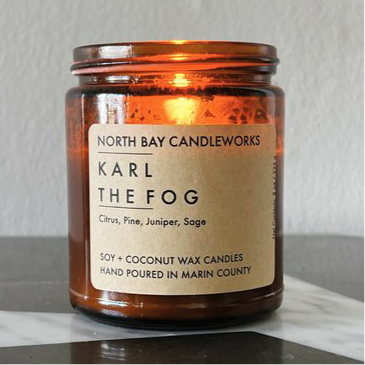 NORTH BAY CANDLEWORKS
KARL
THE FOG
Citrus, Pine, Juniper, Sage
SOY + COCONUT WAX CANDLES
HAND POURED IN MARIN COUNTY